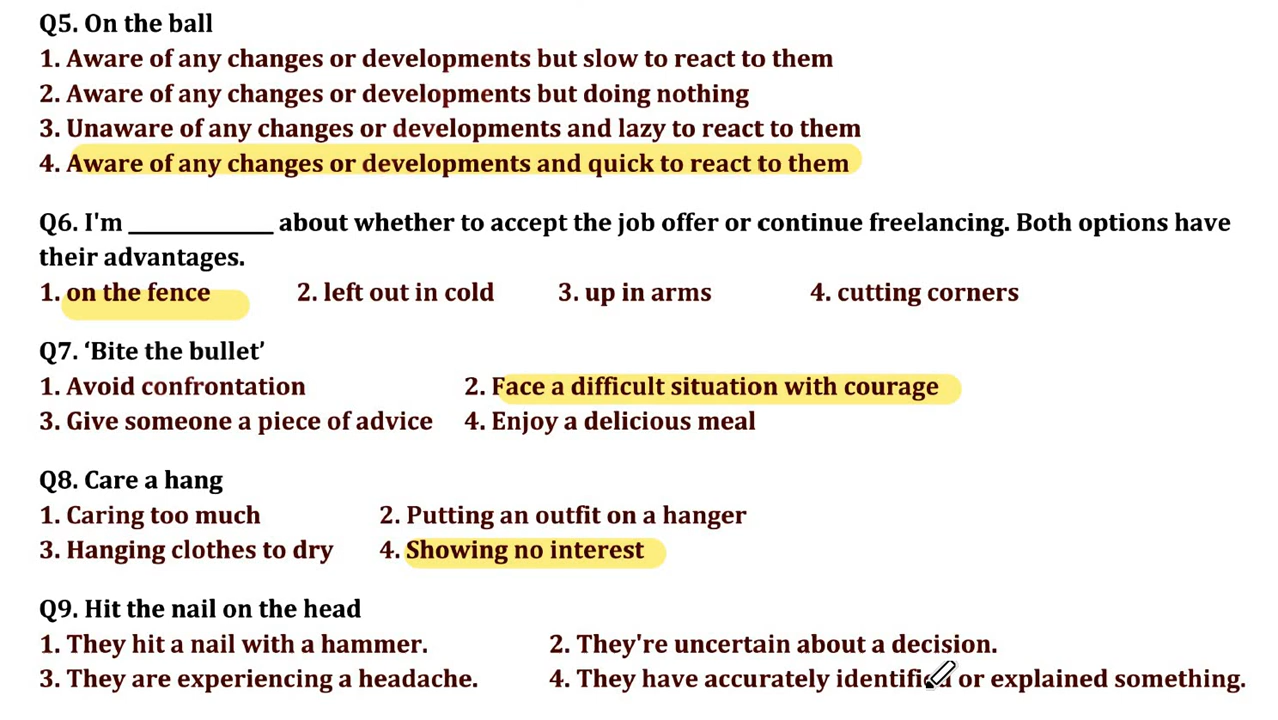 Q5. On the ball
1. Aware of any changes or developments but slow to react to them
2. Aware of any changes or developments but doing nothing
3. Unaware of any changes or developments and lazy to react to them
4. Aware of any changes or developments and quick to react to them
Q6. I'm ___________ about whether to accept the job offer or continue freelancing. Both options have
their advantages.
1. on the fence 2. left out in cold 3. up in arms 4. cutting corners
Q7. ‘Bite the bullet’
1. Avoid confrontation 2. Face a difficult situation with courage
3. Give someone a piece of advice 4. Enjoy a delicious meal
Q8. Care a hang
1. Caring too much 2. Putting an outfit on a hanger
3. Hanging clothes to dry 4. Showing no interest
Q9. Hit the nail on the head
1. They hit a nail with a hammer. 2. They're uncertain about a decision.
3. They are experiencing a headache. 4. They have accurately identified or explained something.